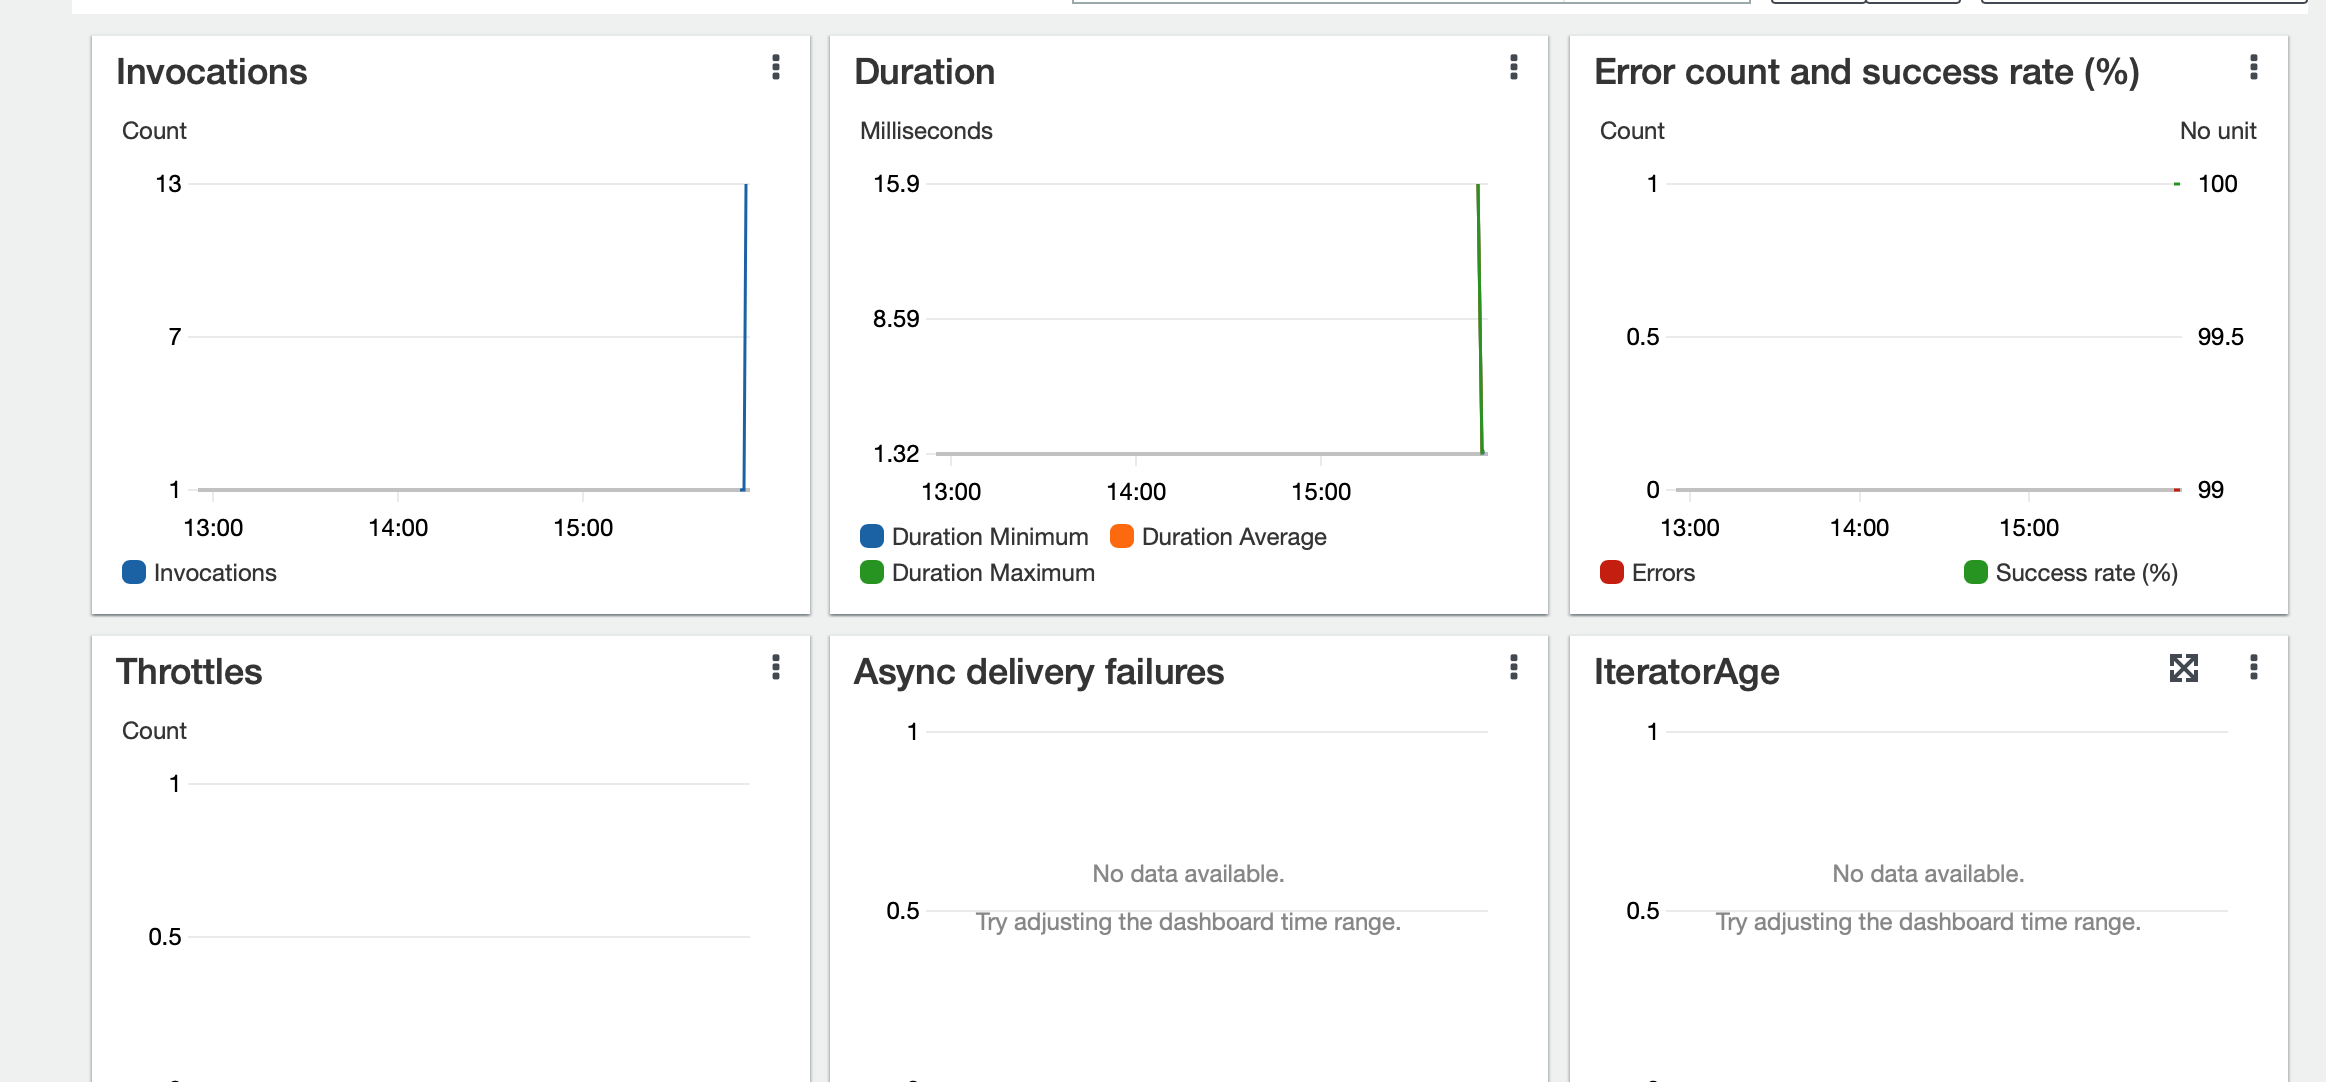 Invocations
Count
13
7
1
13:00 14:00 15:00
Invocations
Duration
Milliseconds
15.9
8.59
1.32
13:00 14:00 15:00
Duration Minimum Duration Average
Duration Maximum
Error count and success rate (%)
Count No unit
1 100
0.5 99.5
0 99
13:00 14:00 15:00
Errors Success rate (%)
Throttles
Count
1
0.5
Async delivery failures
1
No data available.
0.5
Try adjusting the dashboard time range.
IteratorAge
1
No data available.
0.5
Try adjusting the dashboard time range.